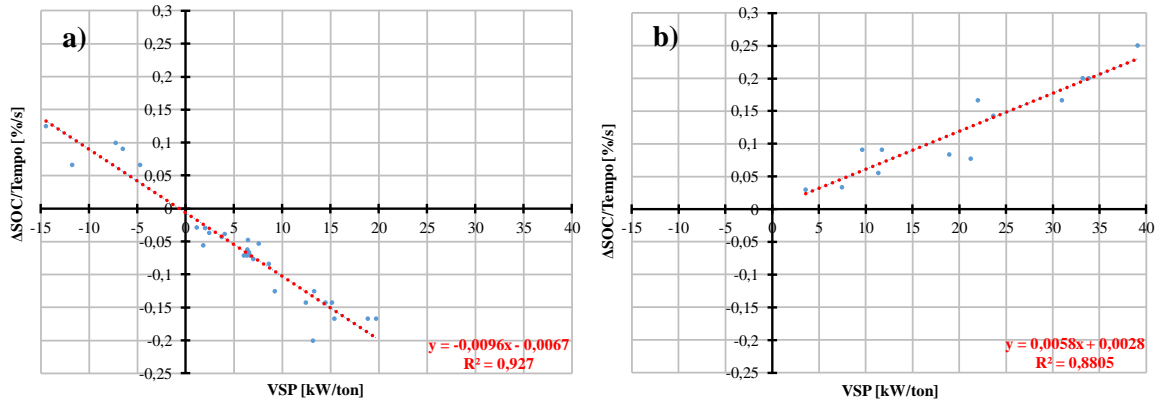 a)
ΔSOC/Tempo [%/s]
0,3
0,25
0,2
0,15
0,1
0,05
0
-0,05
-0,1
-0,15
-0,2
-0,25
-15 -10 -5 0 5 10 15 20 25 30 35 40
y = -0,0096x - 0,0067
R² = 0,927
VSP [kW/ton]
b)
ΔSOC/Tempo [%/s]
0,3
0,25
0,2
0,15
0,1
0,05
0
-0,05
-0,1
-0,15
-0,2
-0,25
-15 -10 -5 0 5 10 15 20 25 30 35 40
y = 0,0058x + 0,0028
R² = 0,8805
VSP [kW/ton]